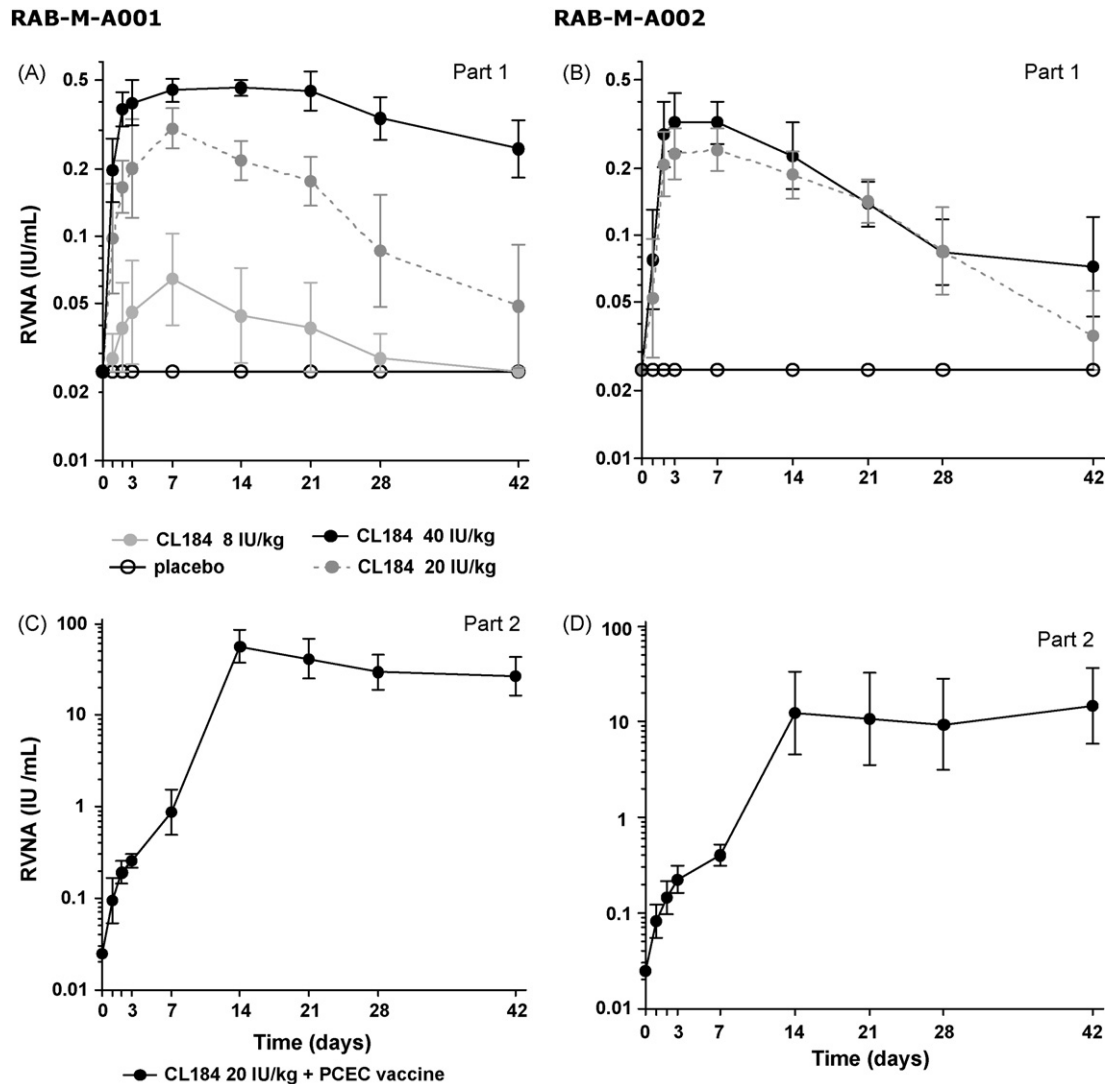 RAB-M-A001
RAB-M-A002
(A)
Part 1
0.5
0.2
0.1
0.05
0.02
0.01
RVNA (IU/mL)
0 3 7 14 21 28 42
(B)
Part 1
0.5
0.2
0.1
0.05
0.02
0.01
0 3 7 14 21 28 42
CL184 8 IU/kg
CL184 40 IU/kg
placebo
CL184 20 IU/kg
(C)
Part 2
100
10
1
0.1
0.01
RVNA (IU /mL)
0 3 7 14 21 28 42
Time (days)
(D)
Part 2
100
10
1
0.1
0.01
0 3 7 14 21 28 42
Time (days)
CL184 20 IU/kg + PCEC vaccine